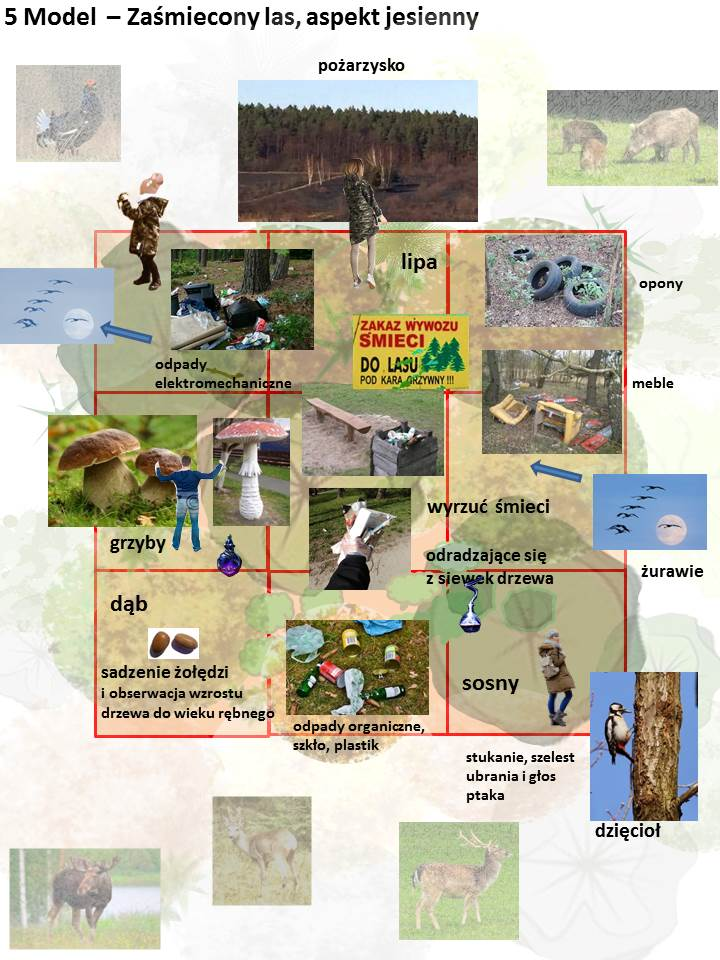 5 Model – Zaśmiecony las, aspekt jesienny
pożarzysko
lipa
opony
ZAKAZ WYWOZU
ŚMIECI
DO LASU
POD KARĄ GRZYWNY !!!
odpady
elektromechaniczne
meble
wyrzuć śmieci
grzyby
odradzające się
z siewek drzewa
żurawie
dąb
sadzenie żołędzi
i obserwacja wzrostu
drzewa do wieku rębnego
sosny
odpady organiczne,
szkło, plastik
stukanie, szelest
ubrania i głos
ptaka
dzięcioł